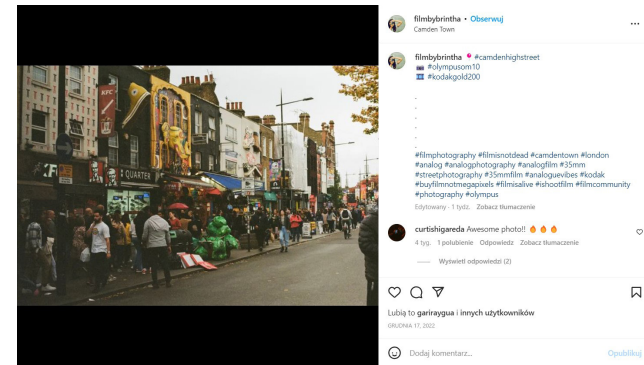 KFC
QUARTER
filmbybrintha • Obserwuj
Camden Town
filmbybrintha 📍 #camdenhighstreet
📷 #olympusom10
🎞 #kodakgold200
.
.
.
.
.
.
#filmphotography #filmisnotdead #camdentown #london
#analog #analogphotography #analogfilm #35mm
#streetphotography #35mmfilm #analoguevibes #kodak
#buyfilmnotmegapixels #filmisalive #ishootfilm #filmcommunity
#photography #olympus
Edytowany · 1 tydz. Zobacz tłumaczenie
curtishigareda Awesome photo!! 🔥 🔥 🔥
4 tyg. 1 polubienie Odpowiedz Zobacz tłumaczenie
Wyświetl odpowiedzi (2)
Lubią to gariraygua i innych użytkowników
GRUDNIA 17, 2022
Dodaj komentarz...
Opublikuj